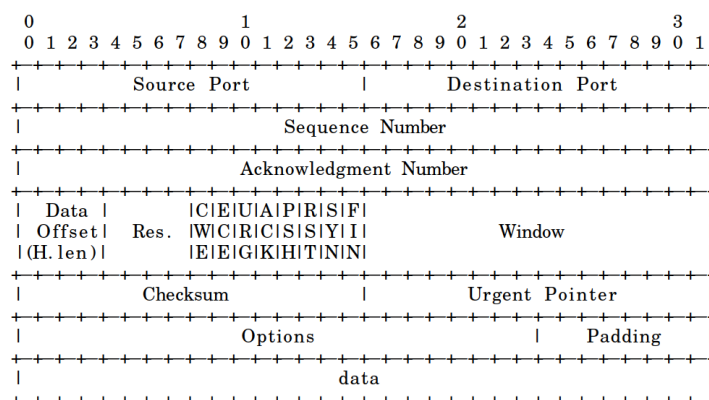 0 1 2 3
0 1 2 3 4 5 6 7 8 9 0 1 2 3 4 5 6 7 8 9 0 1 2 3 4 5 6 7 8 9 0 1
+-+-+-+-+-+-+-+-+-+-+-+-+-+-+-+-+-+-+-+-+-+-+-+-+-+-+-+-+-+-+-+-
| Source Port | Destination Port
+-+-+-+-+-+-+-+-+-+-+-+-+-+-+-+-+-+-+-+-+-+-+-+-+-+-+-+-+-+-+-+-
| Sequence Number
+-+-+-+-+-+-+-+-+-+-+-+-+-+-+-+-+-+-+-+-+-+-+-+-+-+-+-+-+-+-+-+-
| Acknowledgment Number
+-+-+-+-+-+-+-+-+-+-+-+-+-+-+-+-+-+-+-+-+-+-+-+-+-+-+-+-+-+-+-+-
| Data | |C|E|U|A|P|R|S|F|
| Offset| Res. |W|C|R|C|S|S|Y|I| Window
|(H.len)| |E|E|G|K|H|T|N|N|
+-+-+-+-+-+-+-+-+-+-+-+-+-+-+-+-+-+-+-+-+-+-+-+-+-+-+-+-+-+-+-+-
| Checksum | Urgent Pointer
+-+-+-+-+-+-+-+-+-+-+-+-+-+-+-+-+-+-+-+-+-+-+-+-+-+-+-+-+-+-+-+-
| Options | Padding
+-+-+-+-+-+-+-+-+-+-+-+-+-+-+-+-+-+-+-+-+-+-+-+-+-+-+-+-+-+-+-+-
| data
+-+-+-+-+-+-+-+-+-+-+-+-+-+-+-+-+-+-+-+-+-+-+-+-+-+-+-+-+-+-+-+-